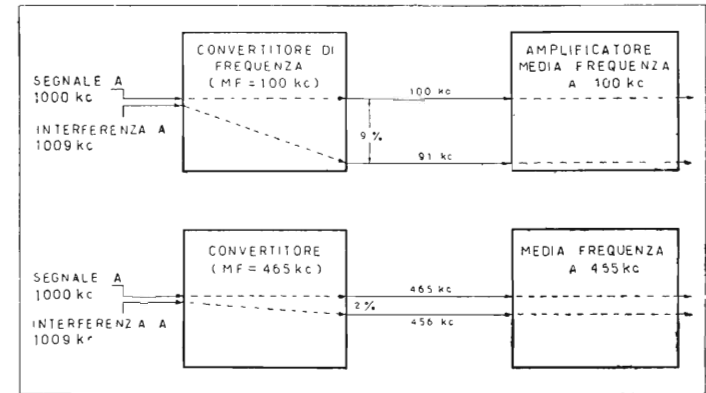 CONVERTITORE DI
FREQUENZA
( MF = 100 kc )
AMPLIFICATORE
MEDIA FREQUENZA
A 100 kc
SEGNALE A
1000 kc
INTERFERENZA A
1009 kc
100 kc
9 %
91 kc
CONVERTITORE
( MF = 465 kc )
MEDIA FREQUENZA
A 455 kc
SEGNALE A
1000 kc
INTERFERENZA A
1009 kc
465 kc
2 %
456 kc